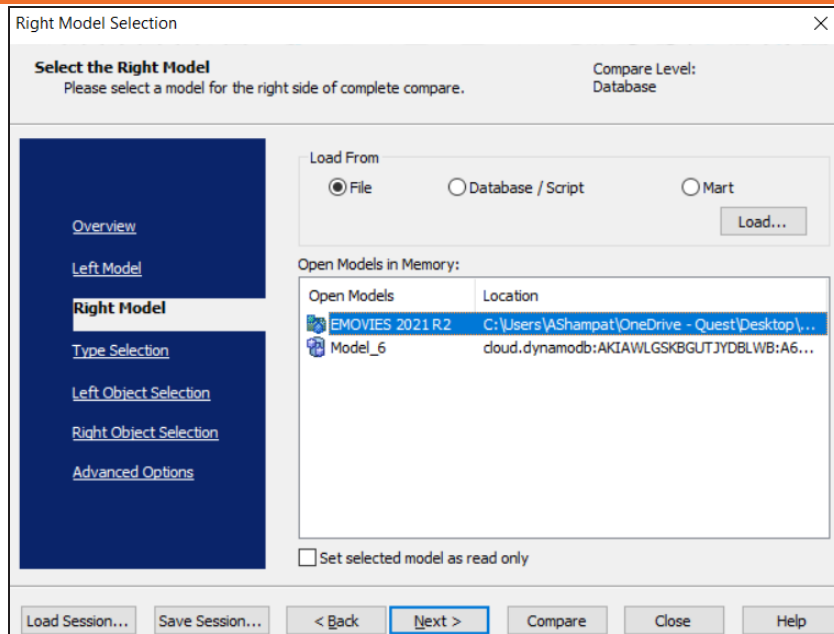 Right Model Selection
Select the Right Model
Please select a model for the right side of complete compare.
Compare Level:
Database
Overview
Left Model
Right Model
Type Selection
Left Object Selection
Right Object Selection
Advanced Options
Load From
File Database / Script Mart
Load...
Open Models in Memory:
Open Models Location
EMOVIES 2021 R2 C:\Users\AShampat\OneDrive - Quest\Desktop\...
Model_6 cloud.dynamodb:AKIAWLGSKBGUTJYDBLWB:A6...
Set selected model as read only
Load Session... Save Session... < Back Next > Compare Close Help